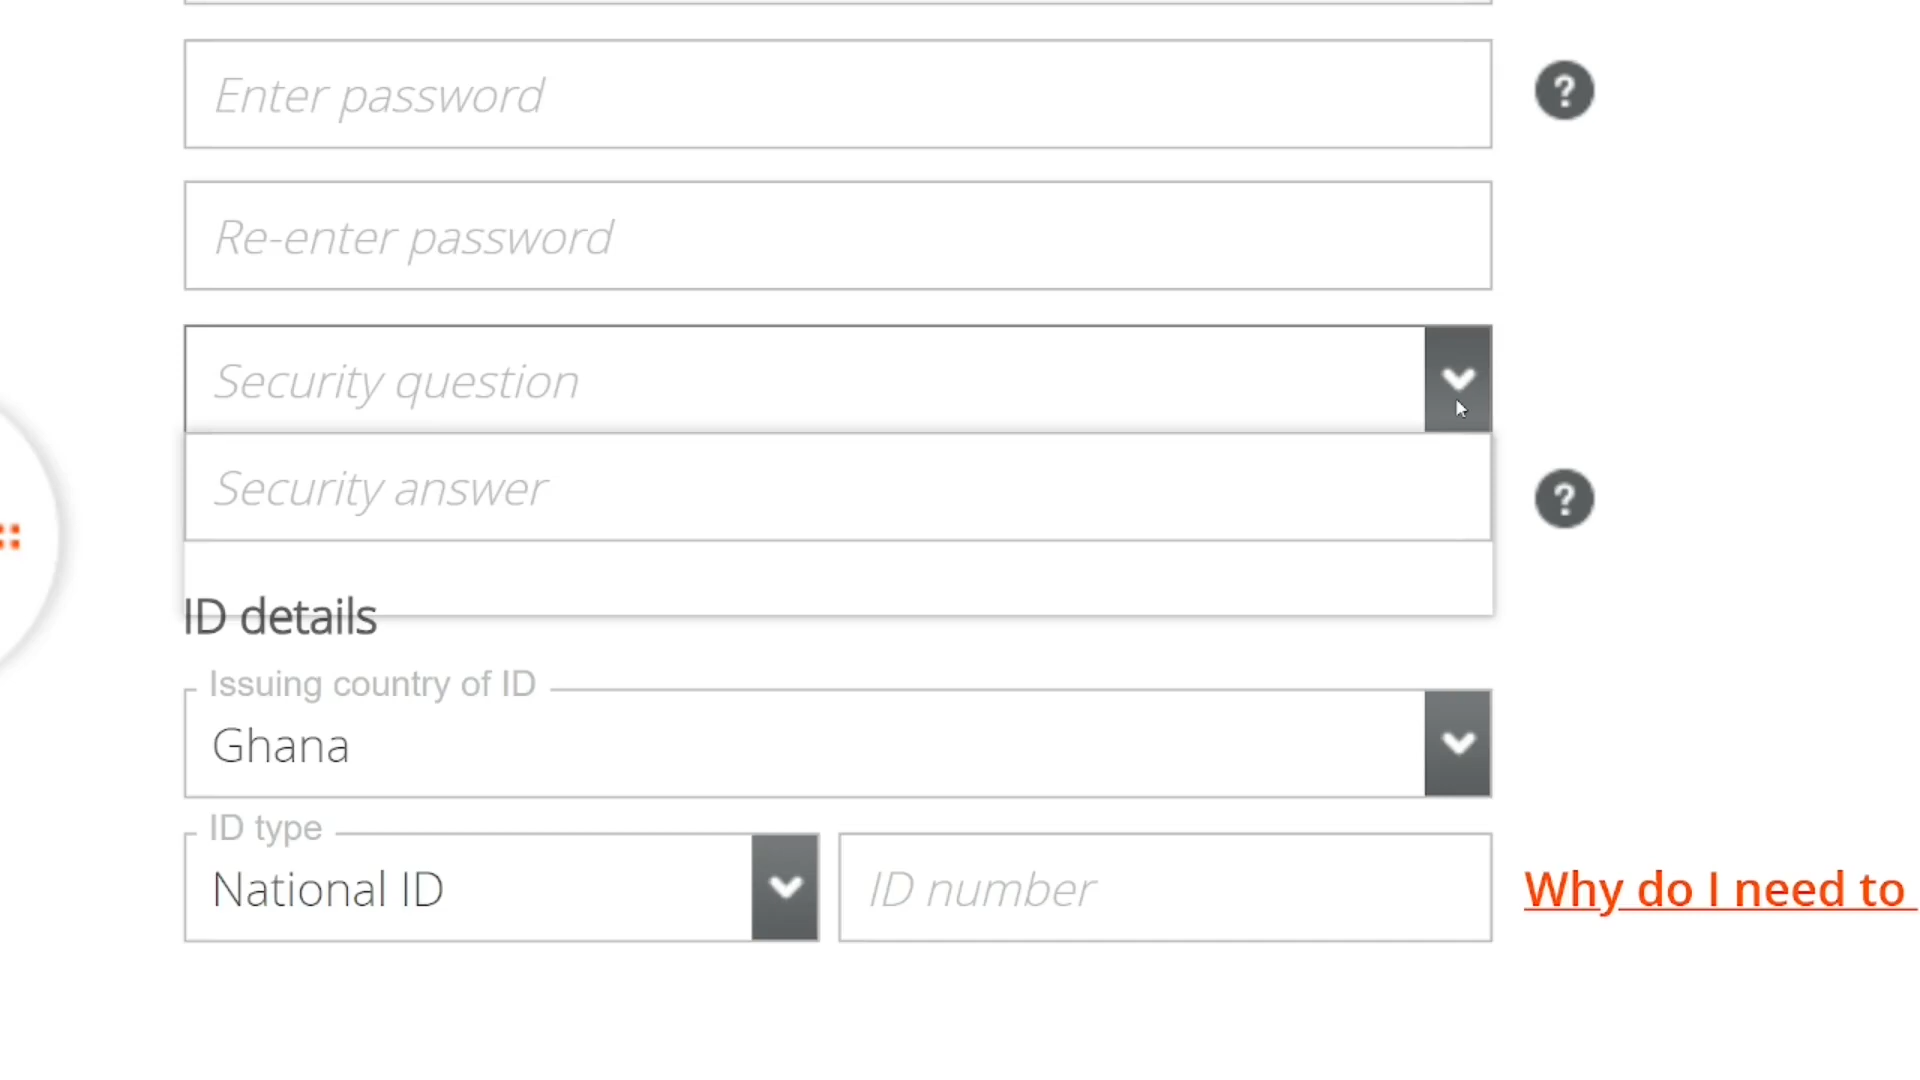 Enter password
?
Re-enter password
Security question
Security answer
?
ID details
Issuing country of ID
Ghana
ID type
National ID
ID number
Why do I need to